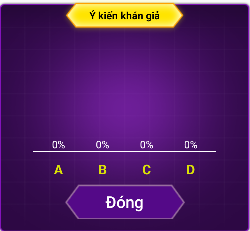 Ý kiến khán giả
0% 0% 0% 0%
A B C D
Đóng